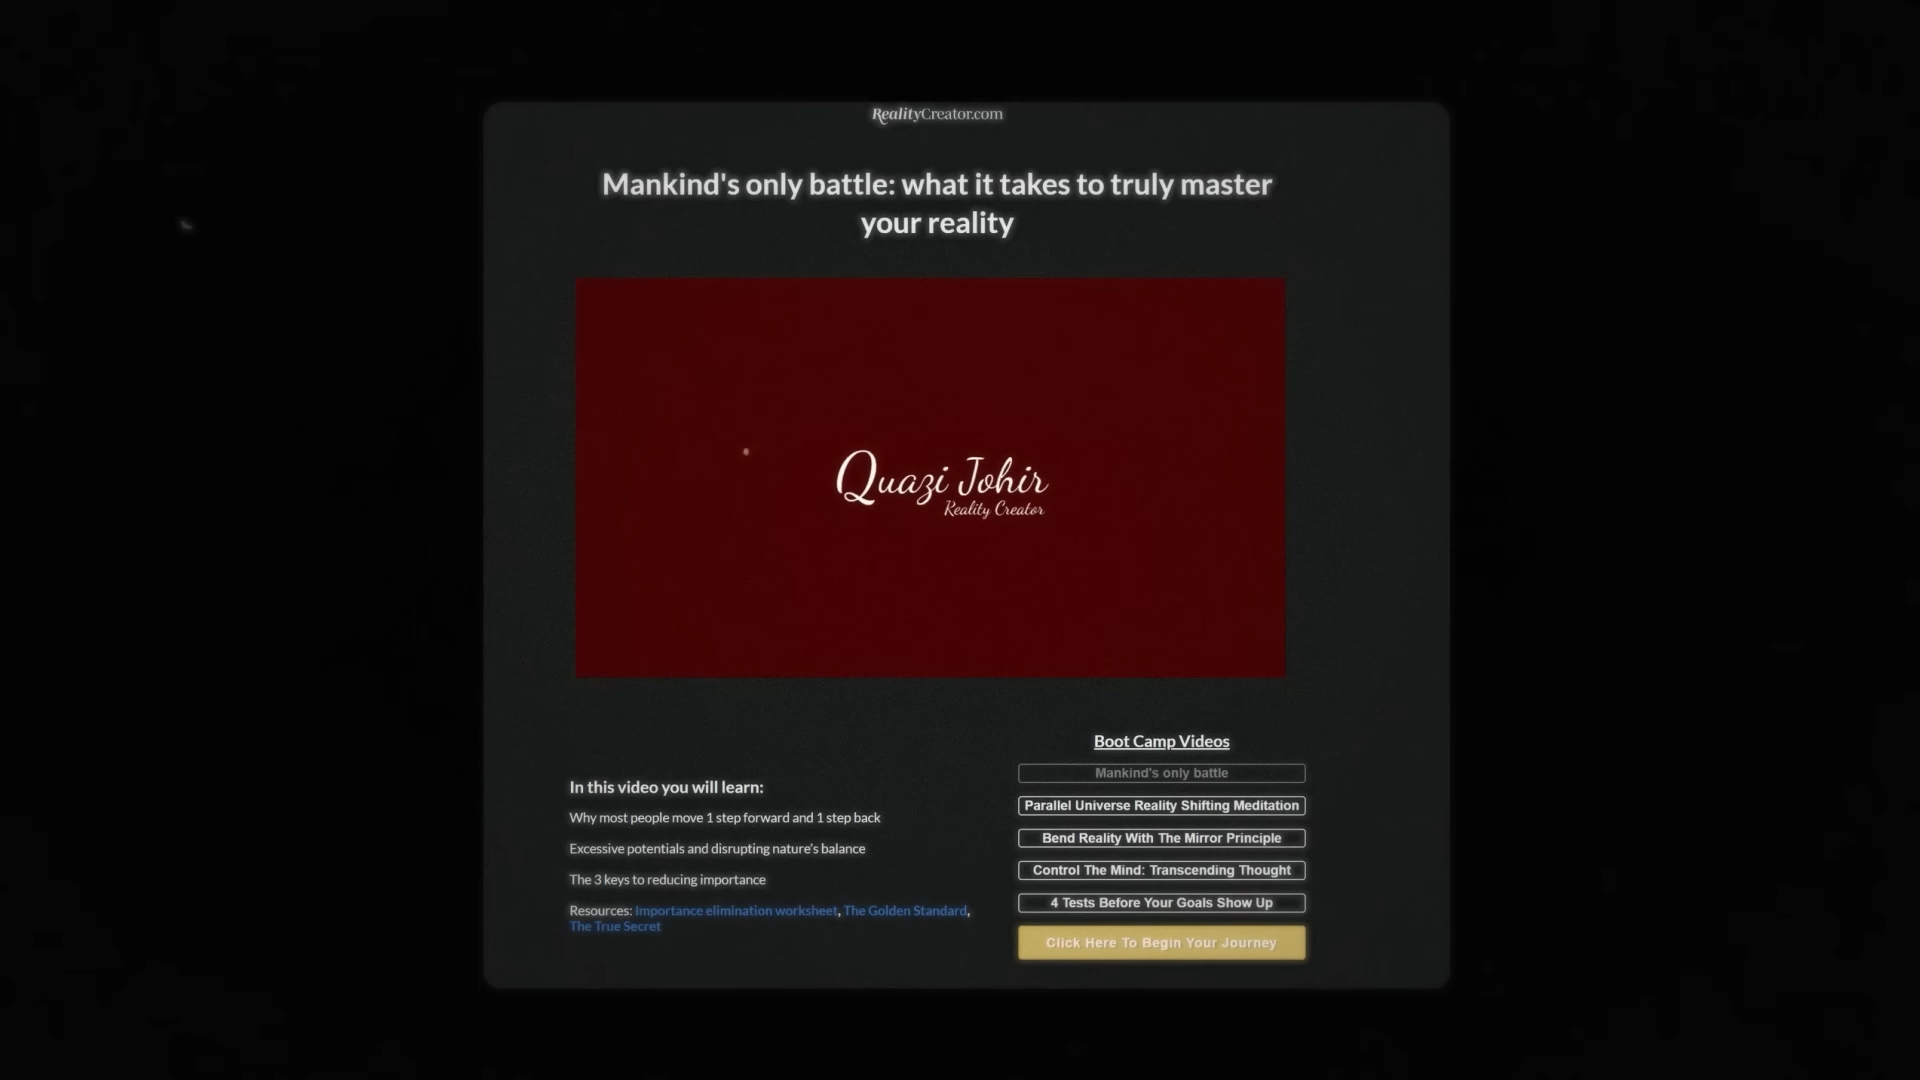 RealityCreator.com
Mankind's only battle: what it takes to truly master
your reality
Quazi Johir
Reality Creator
In this video you will learn:
Why most people move 1 step forward and 1 step back
Excessive potentials and disrupting nature's balance
The 3 keys to reducing importance
Resources: Importance elimination worksheet, The Golden Standard,
The True Secret
Boot Camp Videos
Mankind's only battle
Parallel Universe Reality Shifting Meditation
Bend Reality With The Mirror Principle
Control The Mind: Transcending Thought
4 Tests Before Your Goals Show Up
Click Here To Begin Your Journey